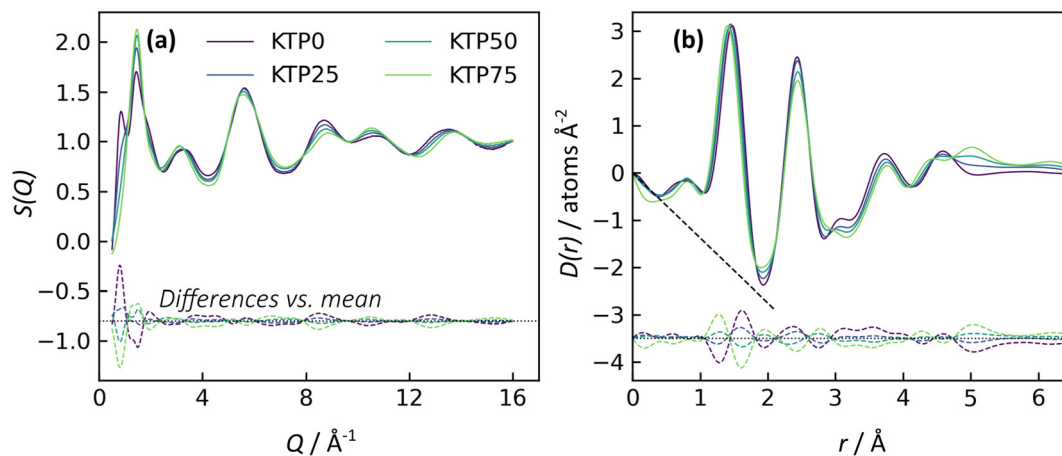 (a)
KTP0
KTP50
KTP25
KTP75
2.0
1.5
1.0
0.5
0.0
−0.5
−1.0
S(Q)
Differences vs. mean
0
4
8
12
16
Q / Å-1
(b)
3
2
1
0
−1
−2
−3
−4
D(r) / atoms Å-2
0
1
2
3
4
5
6
r / Å